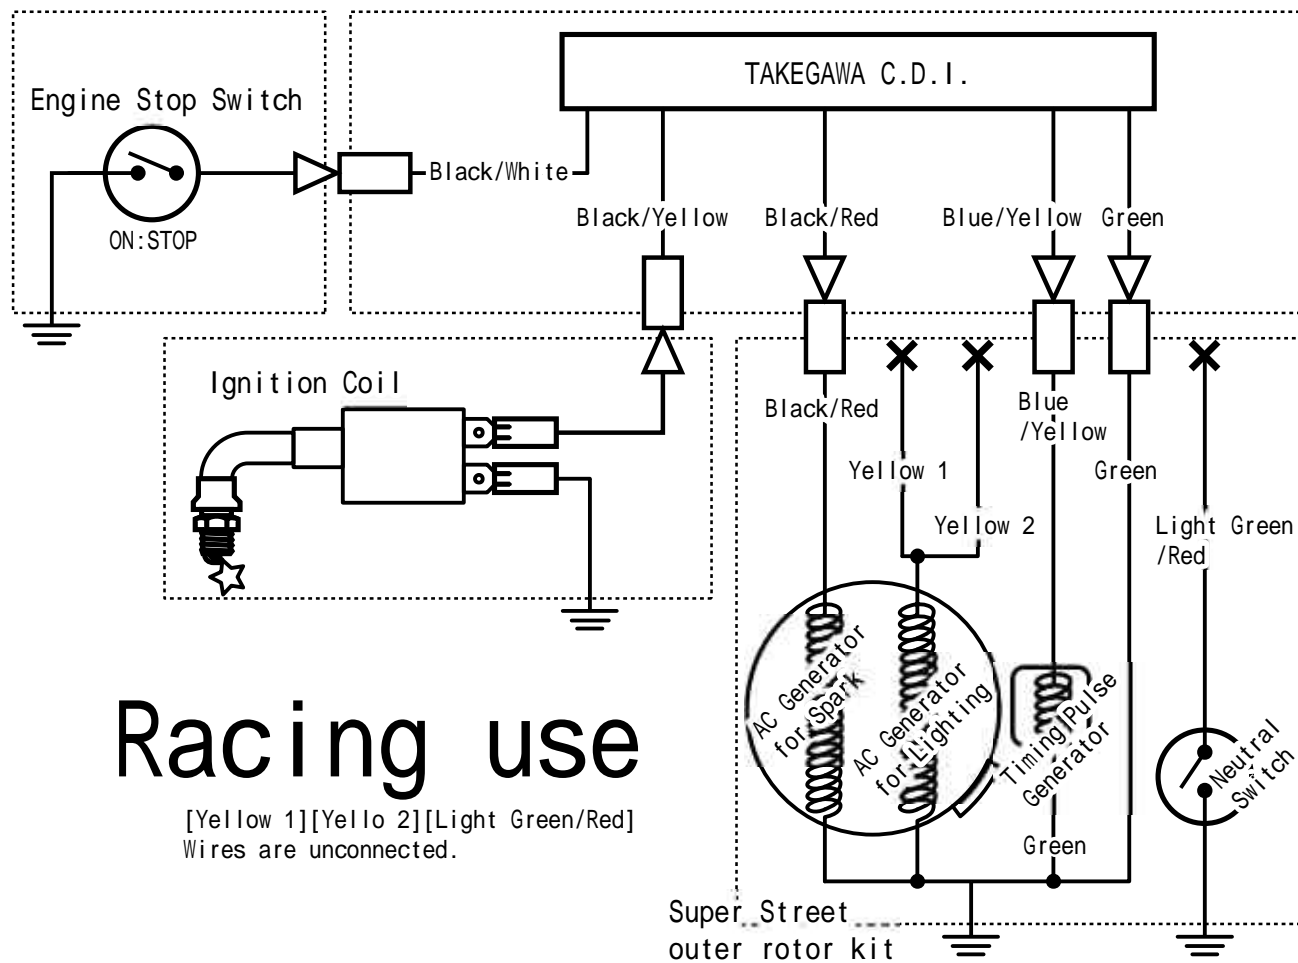 TAKEGAWA C.D.I.
Engine Stop Switch
Black/White
ON:STOP
Black/Yellow
Black/Red
Blue/Yellow
Green
Ignition Coil
Black/Red
Blue
/Yellow
Yellow 1
Green
Yellow 2
Light Green
/Red
AC Generator
for Spark
AC Generator
for Lighting
Timing Pulse
Generator
Neutral
Switch
Racing use
[Yellow 1][Yello 2][Light Green/Red]
Wires are unconnected.
Green
Super Street
outer rotor kit